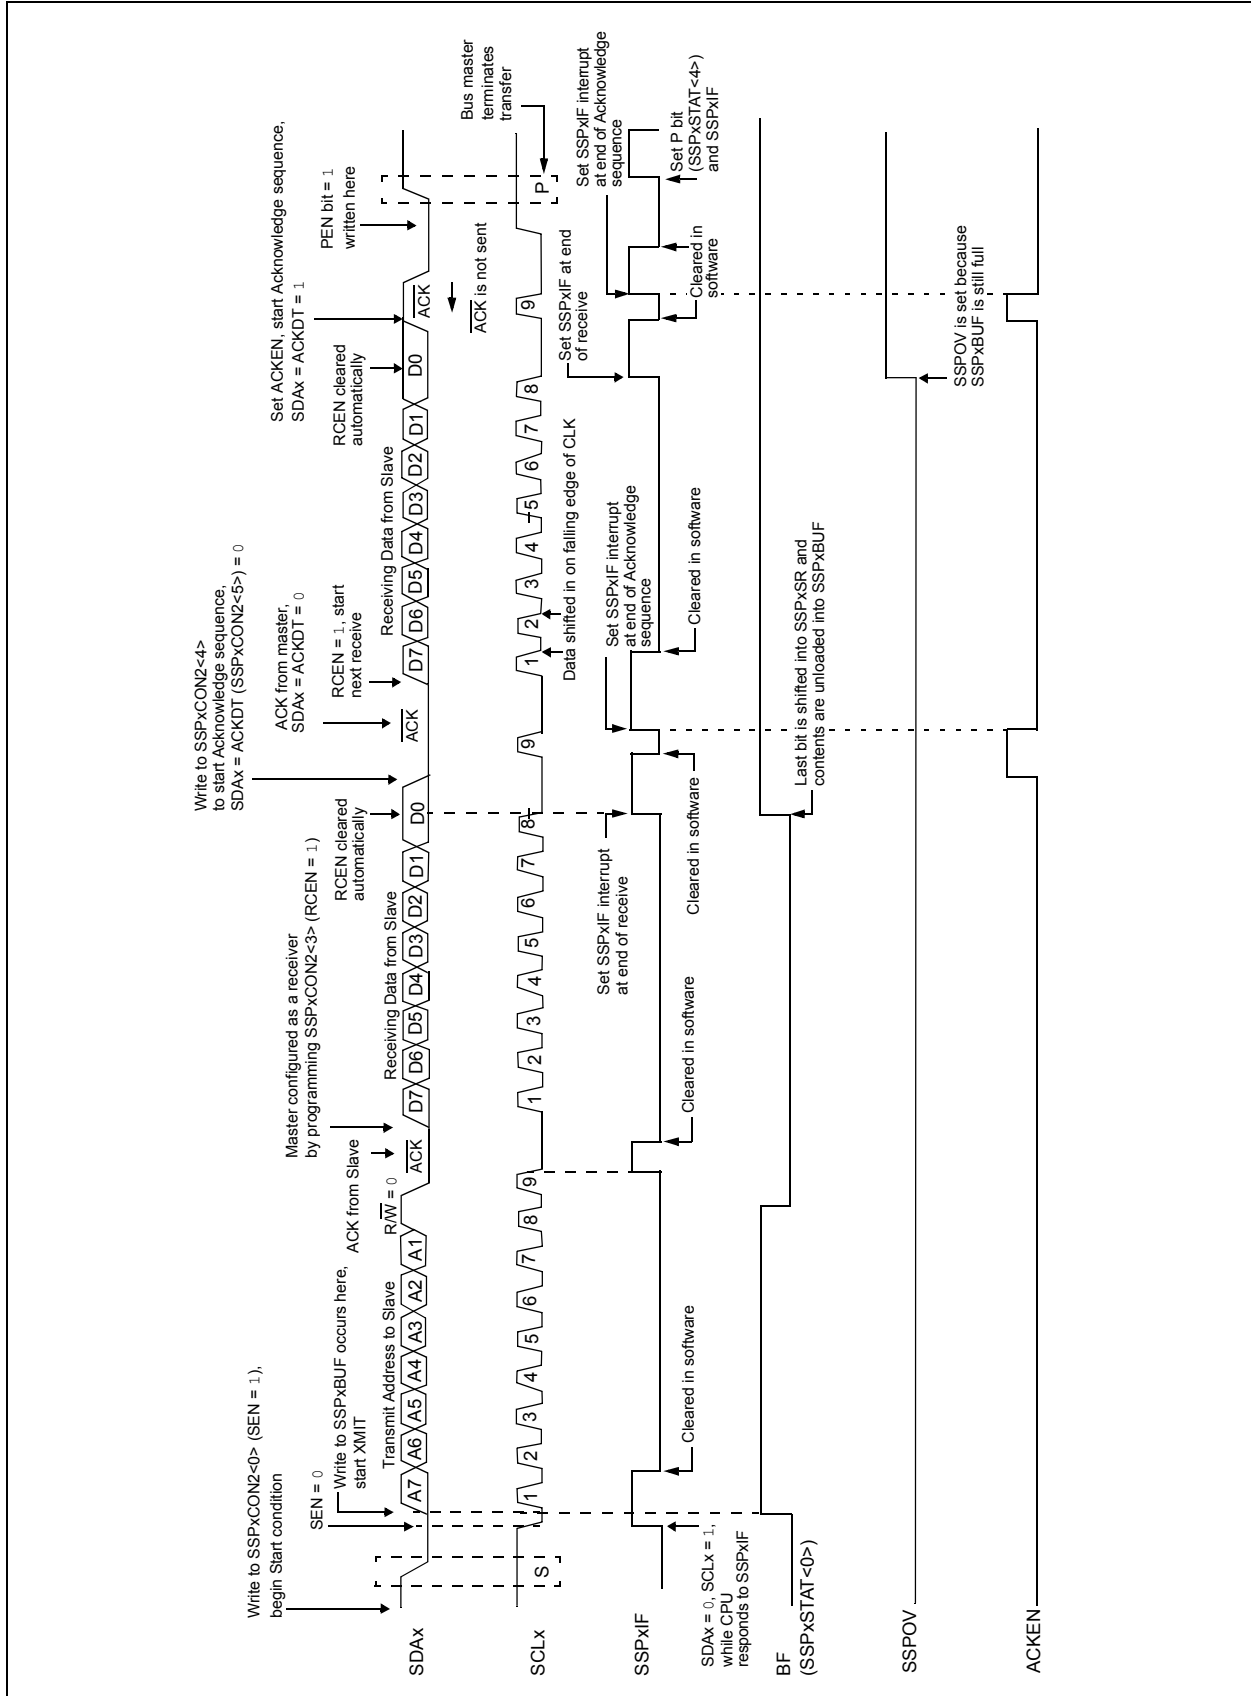 Write to SSPxCON2<0> (SEN = 1),
begin Start condition
SEN = 0
Write to SSPxBUF occurs here,
start XMIT
ACK from Slave
Master configured as a receiver
by programming SSPxCON2<3> (RCEN = 1)
RCEN cleared
automatically
Write to SSPxCON2<4>
to start Acknowledge sequence,
SDAx = ACKDT (SSPxCON2<5>) = 0
ACK from master,
SDAx = ACKDT = 0
RCEN = 1, start
next receive
RCEN cleared
automatically
Set ACKEN, start Acknowledge sequence,
SDAx = ACKDT = 1
PEN bit = 1
written here
Transmit Address to Slave
R/W = 0
Receiving Data from Slave
Receiving Data from Slave
SDAx
A7 A6 A5 A4 A3 A2 A1
ACK
D7 D6 D5 D4 D3 D2 D1 D0
ACK
D7 D6 D5 D4 D3 D2 D1 D0
ACK
ACK is not sent
Bus master
terminates
transfer
SCLx
S
1 2 3 4 5 6 7 8 9
1 2 3 4 5 6 7 8 9
1 2 3 4 5 6 7 8 9
P
Data shifted in on falling edge of CLK
Set SSPxIF interrupt
at end of receive
Set SSPxIF interrupt
at end of Acknowledge
sequence
Set SSPxIF at end
of receive
Set SSPxIF interrupt
at end of Acknowledge
sequence
SSPxIF
SDAx = 0, SCLx = 1,
while CPU
responds to SSPxIF
Cleared in software
Cleared in software
Cleared in software
Cleared in software
Cleared in
software
Set P bit
(SSPxSTAT<4>)
and SSPxIF
BF
(SSPxSTAT<0>)
Last bit is shifted into SSPxSR and
contents are unloaded into SSPxBUF
SSPOV
SSPOV is set because
SSPxBUF is still full
ACKEN